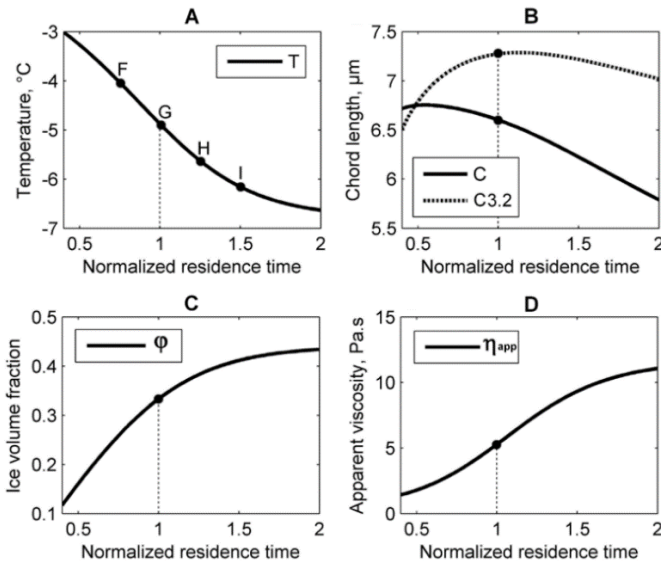 A
-3
-4
-5
-6
-7
Temperature, °C
F
G
H
I
T
0.5
1
1.5
2
Normalized residence time
B
7.5
7
6.5
6
5.5
Chord length, µm
C
C3.2
0.5
1
1.5
2
Normalized residence time
C
0.5
0.4
0.3
0.2
0.1
Ice volume fraction
φ
0.5
1
1.5
2
Normalized residence time
D
15
10
5
0
Apparent viscosity, Pa.s
ηapp
0.5
1
1.5
2
Normalized residence time